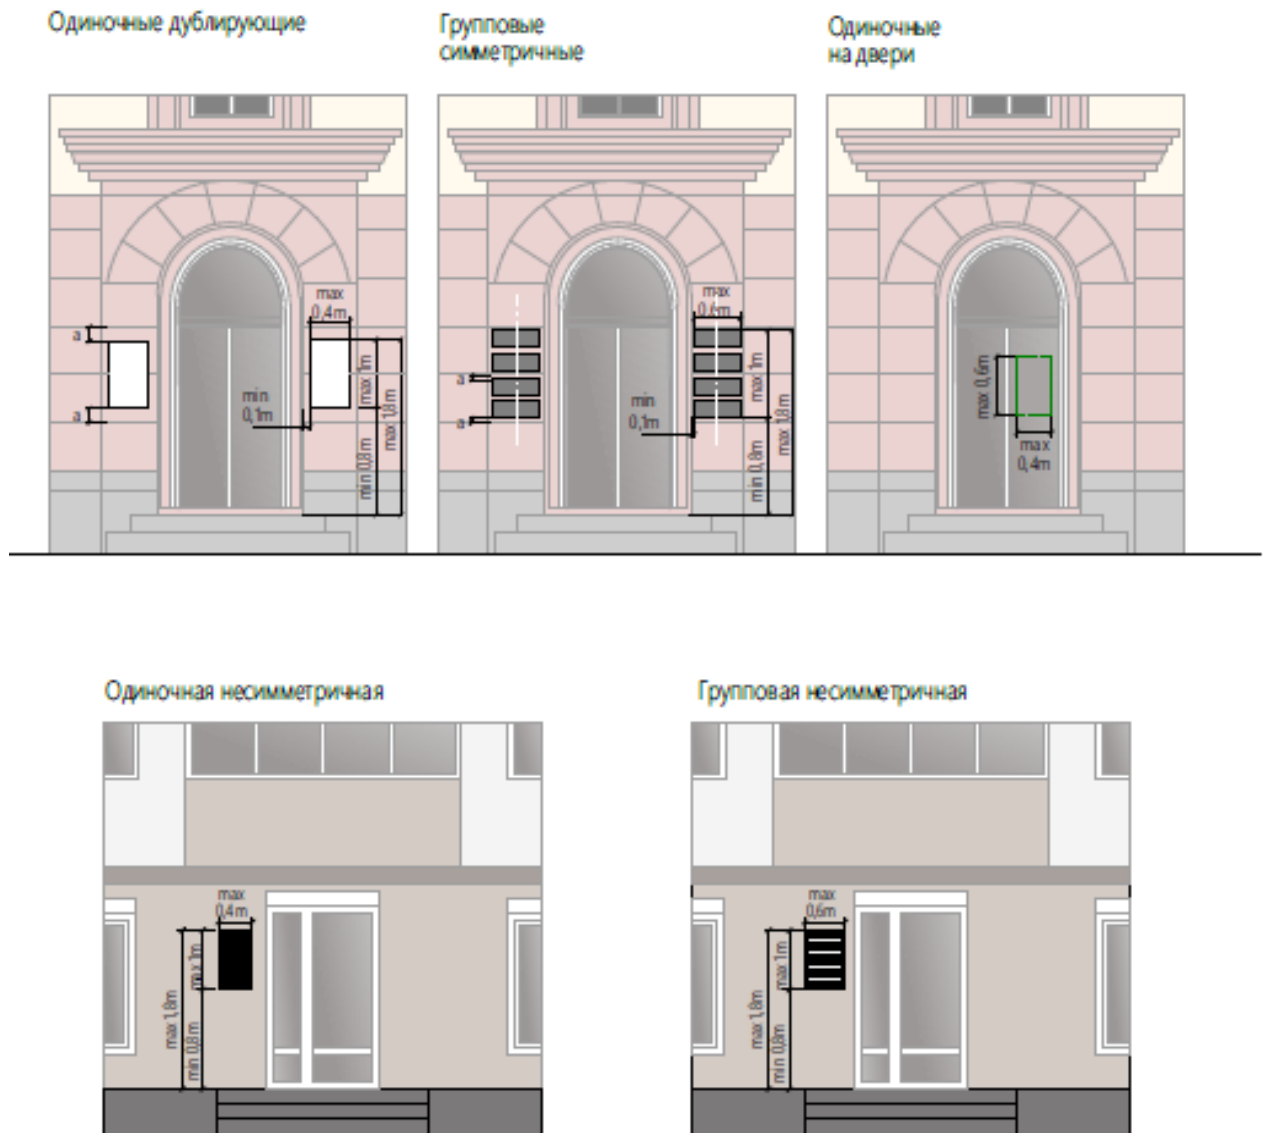 Одиночные дублирующие
Групповые
симметричные
Одиночные
на двери
max
0,4m
a
a
min
0,1m
max 1m
max 1,8m
min 0,8m
max
0,6m
a
a
min
0,1m
max 1m
max 1,8m
min 0,8m
max 0,6m
max
0,4m
Одиночная несимметричная
Групповая несимметричная
max
0,4m
max 1m
max 1,8m
min 0,8m
max
0,6m
max 1m
max 1,8m
min 0,8m